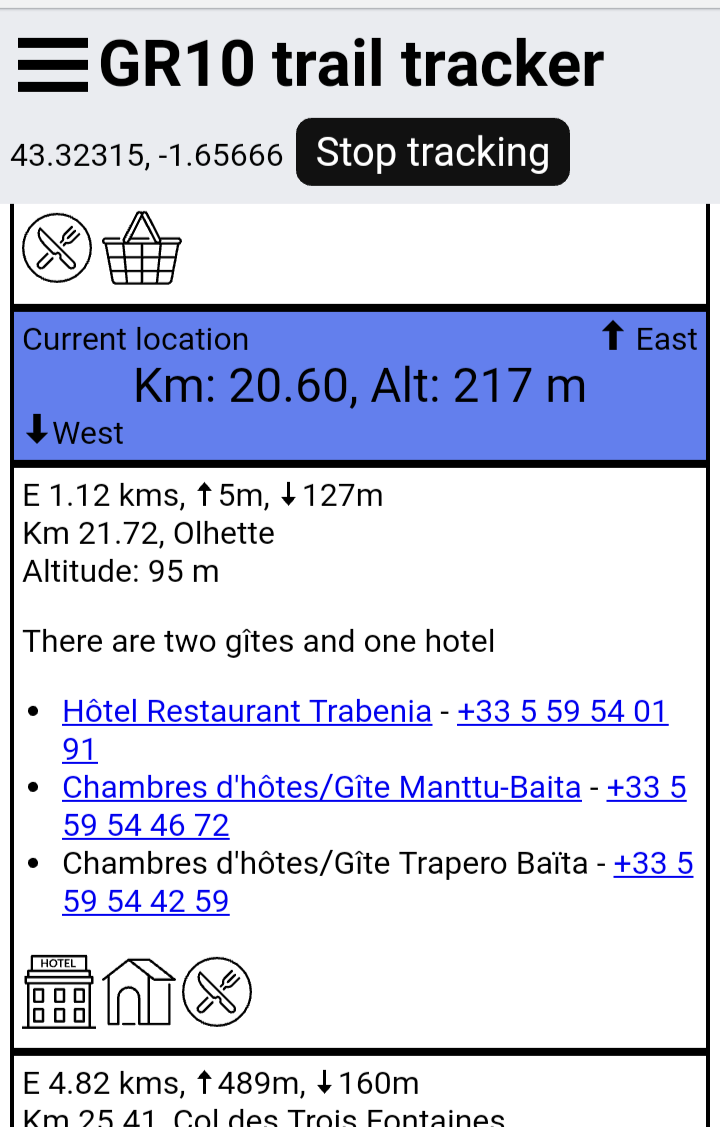 GR10 trail tracker
43.32315, -1.65666 Stop tracking
Current location ↑ East
Km: 20.60, Alt: 217 m
↓West
E 1.12 kms, ↑5m, ↓127m
Km 21.72, Olhette
Altitude: 95 m
There are two gîtes and one hotel
• Hôtel Restaurant Trabenia - +33 5 59 54 01
91
• Chambres d'hôtes/Gîte Manttu-Baita - +33 5
59 54 46 72
• Chambres d'hôtes/Gîte Trapero Baïta - +33 5
59 54 42 59
HOTEL
E 4.82 kms, ↑489m, ↓160m
Km 25.41, Col des Trois Fontaines